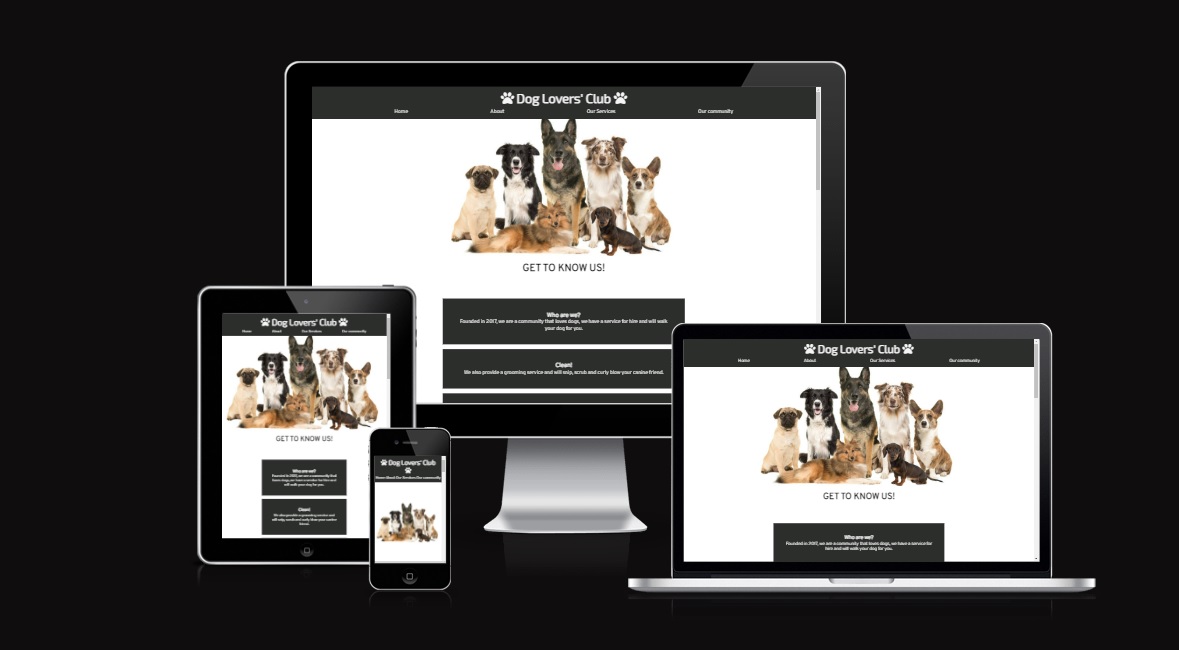 Dog Lovers' Club
Home About Our Services Our community
GET TO KNOW US!
Who are we?
Founded in 2017, we are a community that loves dogs, we have a service for hire and will walk
your dog for you.
Clean!
We also provide a grooming service and will snip, scrub and curly blow your canine friend.
Dog Lovers' Club
Home About Our Services Our community
GET TO KNOW US!
Who are we?
Founded in 2017, we are a community that
loves dogs, we have a service for hire and
will walk your dog for you.
Clean!
We also provide a grooming service and
will snip, scrub and curly blow your canine
friend.
Dog Lovers' Club
Home About Our Services Our community
Dog Lovers' Club
Home About Our Services Our community
GET TO KNOW US!
Who are we?
Founded in 2017, we are a community that loves dogs, we have a service for
hire and will walk your dog for you.